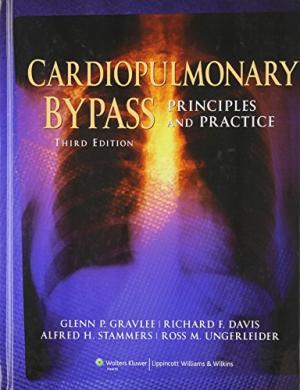 CARDIOPULMONARY
BYPASS PRINCIPLES
AND PRACTICE
THIRD EDITION
GLENN P. GRAVLEE | RICHARD F. DAVIS
ALFRED H. STAMMERS | ROSS M. UNGERLEIDER
Wolters Kluwer | Lippincott Williams & Wilkins